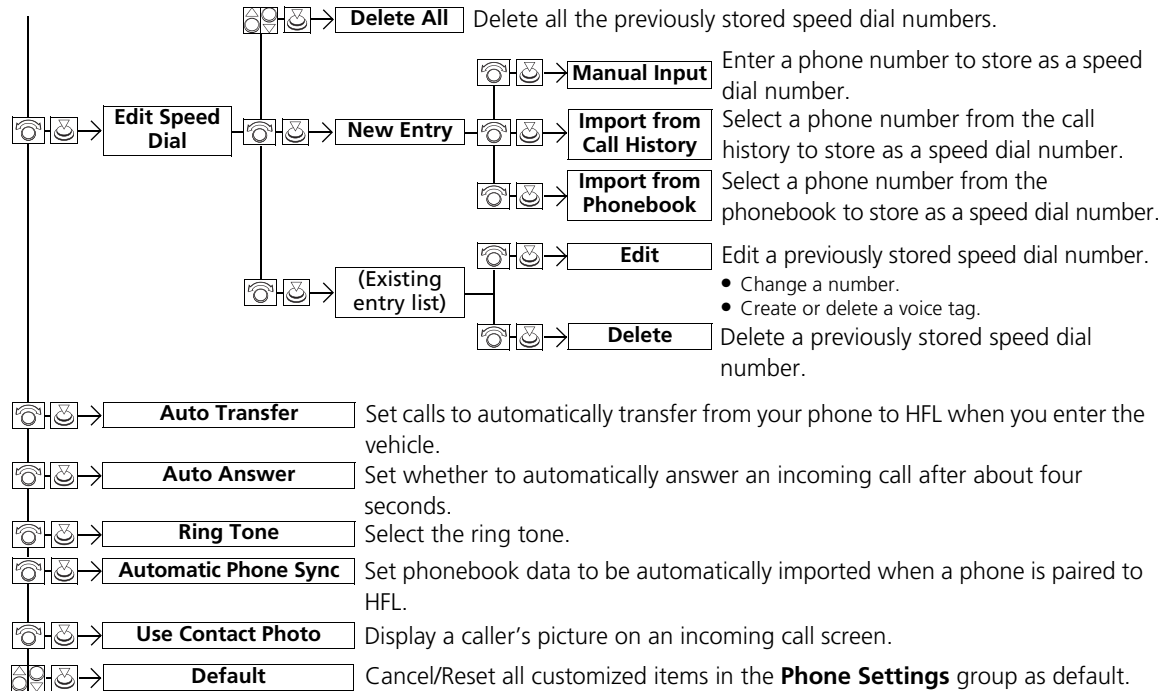 Delete All Delete all the previously stored speed dial numbers.
Manual Input Enter a phone number to store as a speed
dial number.
Edit Speed
Dial
New Entry
Import from
Call History
Select a phone number from the call
history to store as a speed dial number.
Import from
Phonebook
Select a phone number from the
phonebook to store as a speed dial number.
(Existing
entry list)
Edit Edit a previously stored speed dial number.
• Change a number.
• Create or delete a voice tag.
Delete Delete a previously stored speed dial
number.
Auto Transfer Set calls to automatically transfer from your phone to HFL when you enter the
vehicle.
Auto Answer Set whether to automatically answer an incoming call after about four
seconds.
Ring Tone Select the ring tone.
Automatic Phone Sync Set phonebook data to be automatically imported when a phone is paired to
HFL.
Use Contact Photo Display a caller’s picture on an incoming call screen.
Default Cancel/Reset all customized items in the Phone Settings group as default.